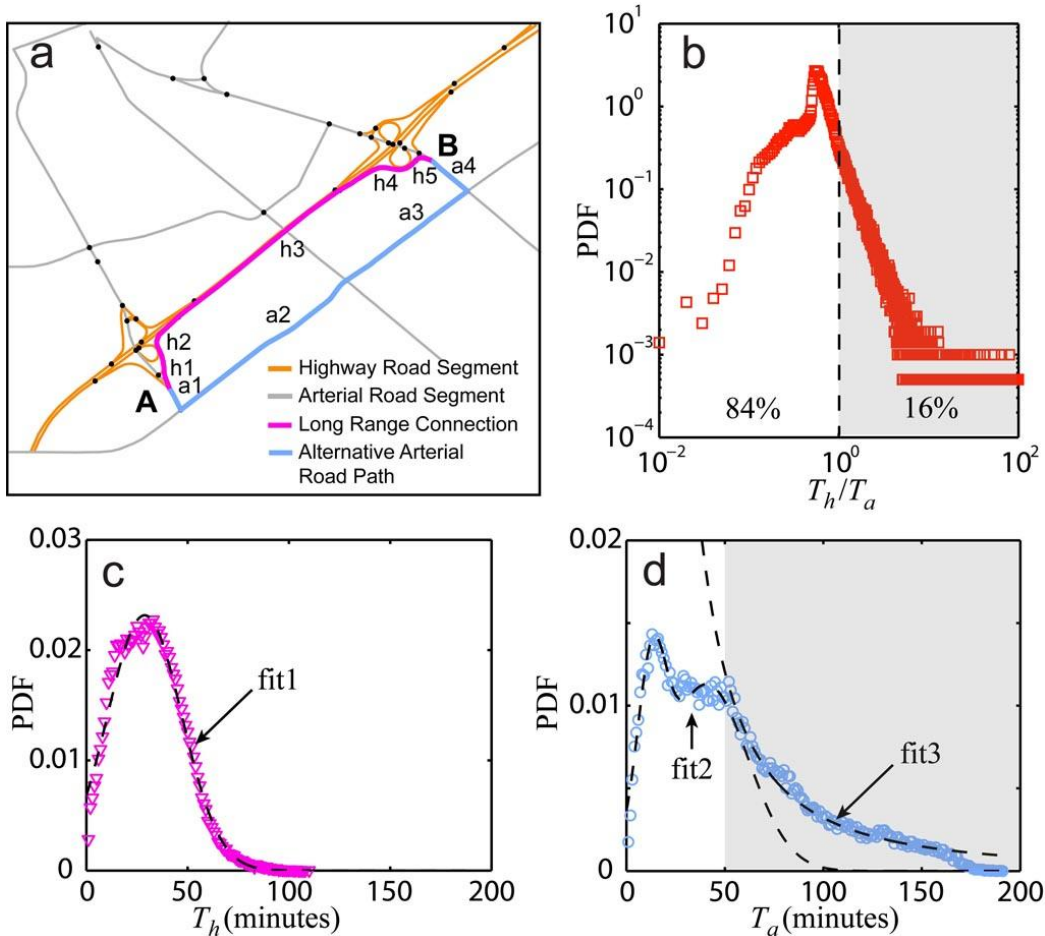 a
B
a4
h4
h5
a3
h3
a2
h2
h1
a1
A
Highway Road Segment
Arterial Road Segment
Long Range Connection
Alternative Arterial
Road Path
b
PDF
10^1
10^0
10^-1
10^-2
10^-3
10^-4
84%
16%
10^-2
10^0
10^2
T_h/T_a
c
PDF
0.03
0.02
0.01
0
fit1
0
50
100
150
200
T_h(minutes)
d
PDF
0.02
0.01
0
fit2
fit3
0
50
100
150
200
T_a(minutes)